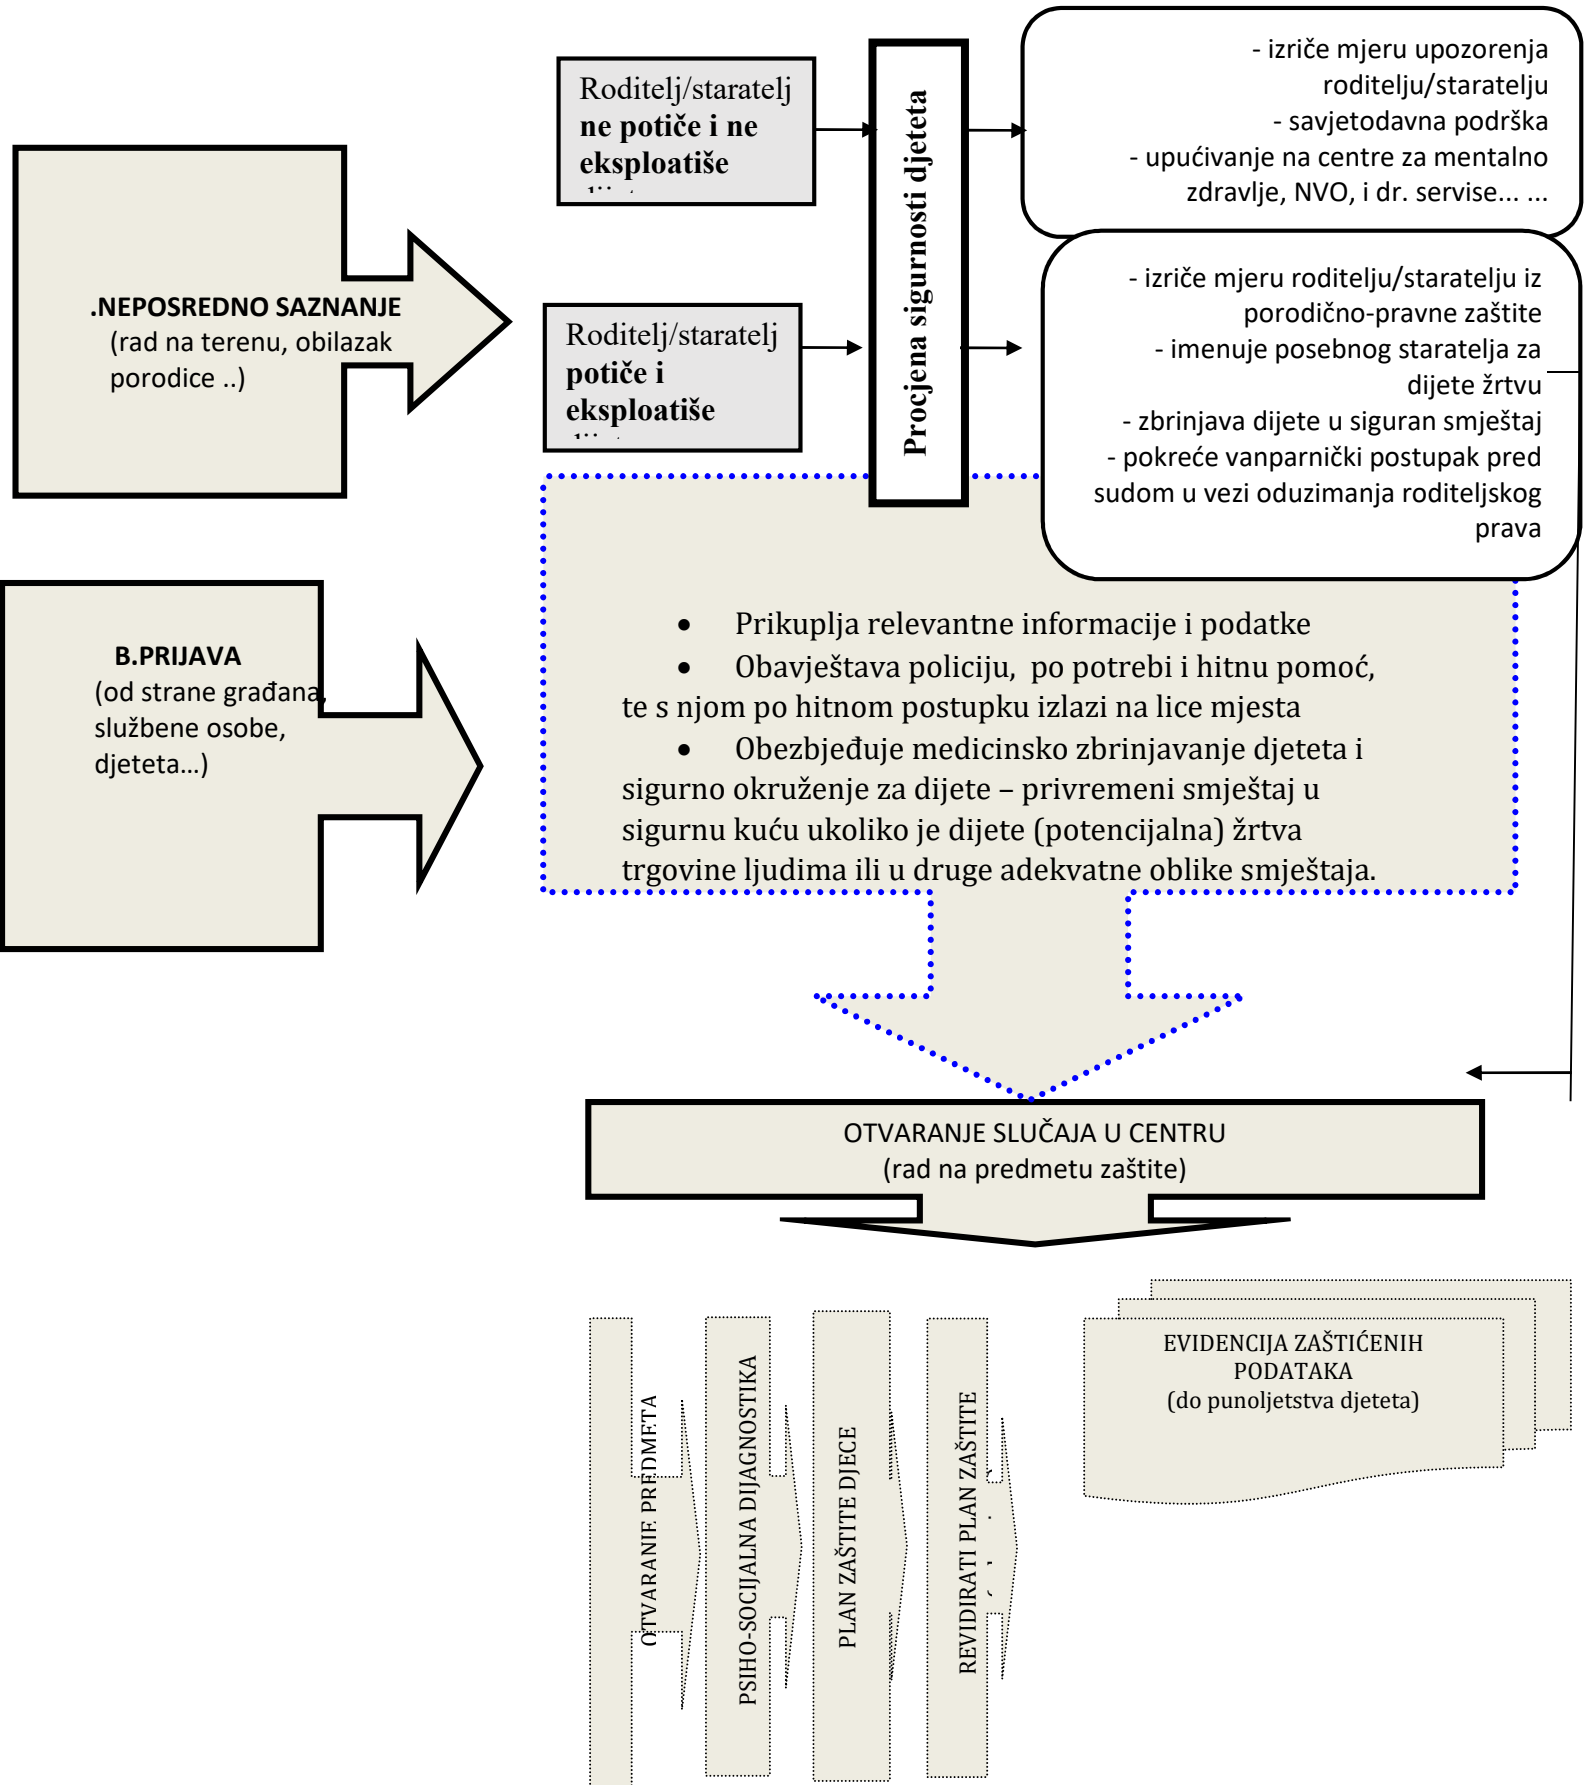 Roditelj/staratelj
ne potiče i ne
eksploatiše
Procjena sigurnosti djeteta
- izriče mjeru upozorenja
roditelju/staratelju
- savjetodavna podrška
- upućivanje na centre za mentalno
zdravlje, NVO, i dr. servise... ...
.NEPOSREDNO SAZNANJE
(rad na terenu, obilazak
porodice ..)
Roditelj/staratelj
potiče i
eksploatiše
- izriče mjeru roditelju/staratelju iz
porodično-pravne zaštite
- imenuje posebnog staratelja za
dijete žrtvu
- zbrinjava dijete u siguran smještaj
- pokreće vanparnički postupak pred
sudom u vezi oduzimanja roditeljskog
prava
B.PRIJAVA
(od strane građana,
službene osobe,
djeteta...)
• Prikuplja relevantne informacije i podatke
• Obavještava policiju,  po potrebi i hitnu pomoć,
te s njom po hitnom postupku izlazi na lice mjesta
• Obezbjeđuje medicinsko zbrinjavanje djeteta i
sigurno okruženje za dijete – privremeni smještaj u
sigurnu kuću ukoliko je dijete (potencijalna) žrtva
trgovine ljudima ili u druge adekvatne oblike smještaja.
OTVARANJE SLUČAJA U CENTRU
(rad na predmetu zaštite)
OTVARANJE PREDMETA
PSIHO-SOCIJALNA DIJAGNOSTIKA
PLAN ZAŠTITE DJECE
REVIDIRATI PLAN ZAŠTITE
EVIDENCIJA ZAŠTIĆENIH
PODATAKA
(do punoljetstva djeteta)